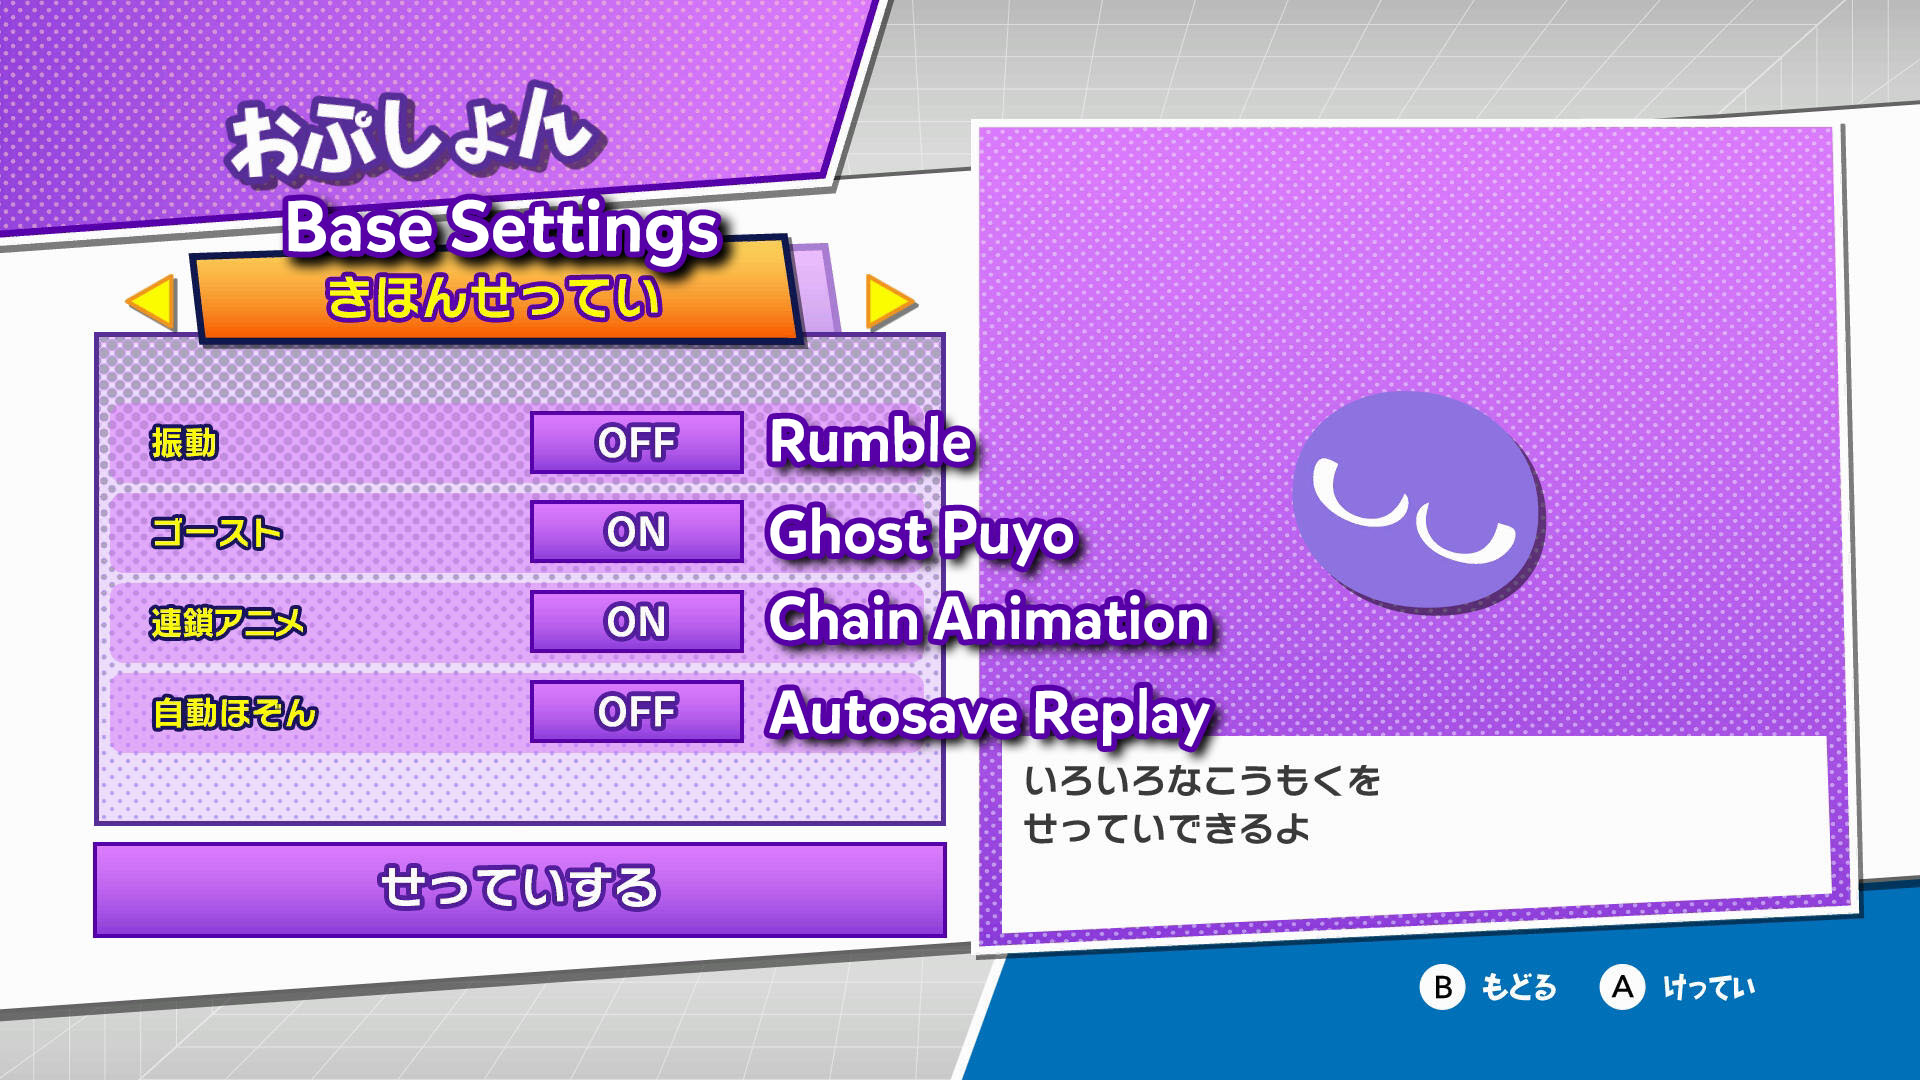 おぷしょん
Base Settings
きほんせってい
振動 OFF Rumble
ゴースト ON Ghost Puyo
連鎖アニメ ON Chain Animation
自動ほぞん OFF Autosave Replay
いろいろなこうもくを
せっていできるよ
せっていする
B もどる A けってい